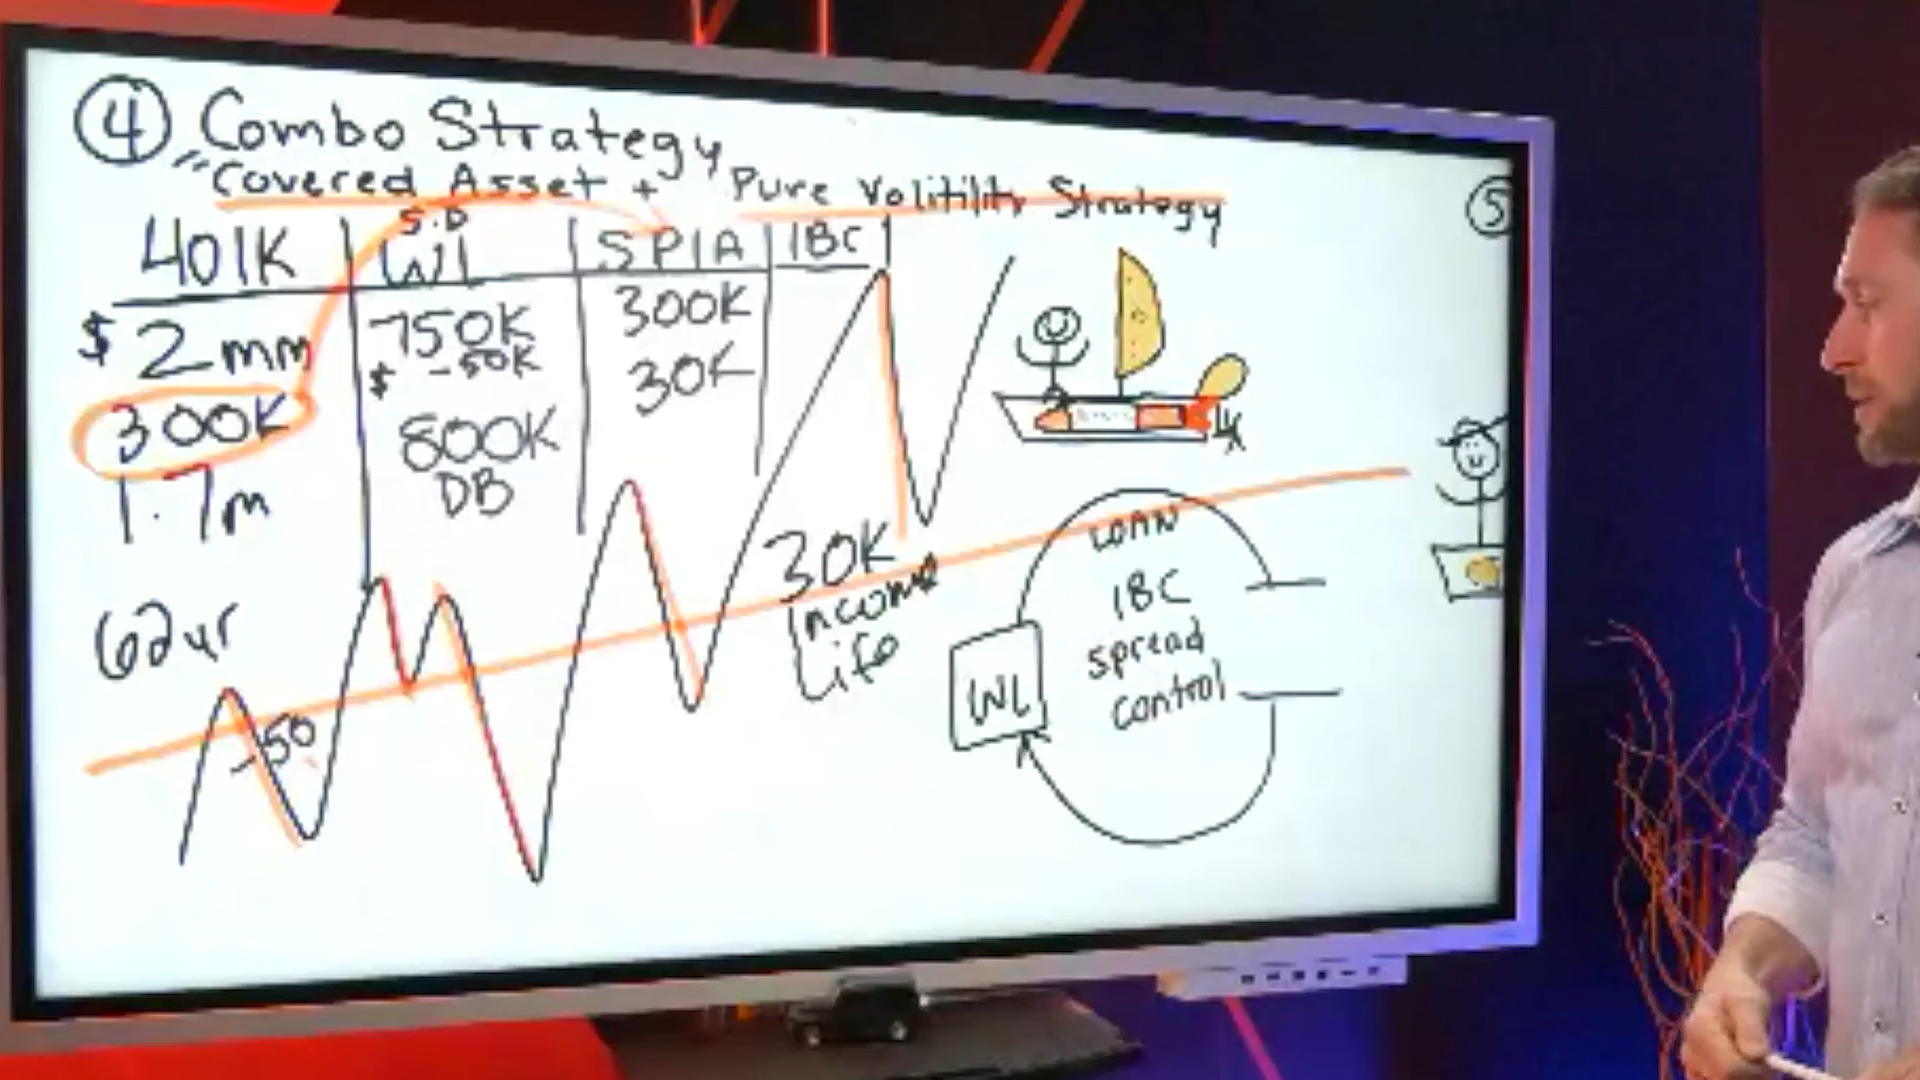 ④ Combo Strategy
"Covered Asset + "Pure Volitility Strategy
401K
S.D
WL
SPIA
IBC
$2mm
300K
1.7m
62yr
750K
$ -50K
800K
DB
300K
30K
-50
30K
Income
Life
4x
LOAN
IBC
spread
control
WL
⑤